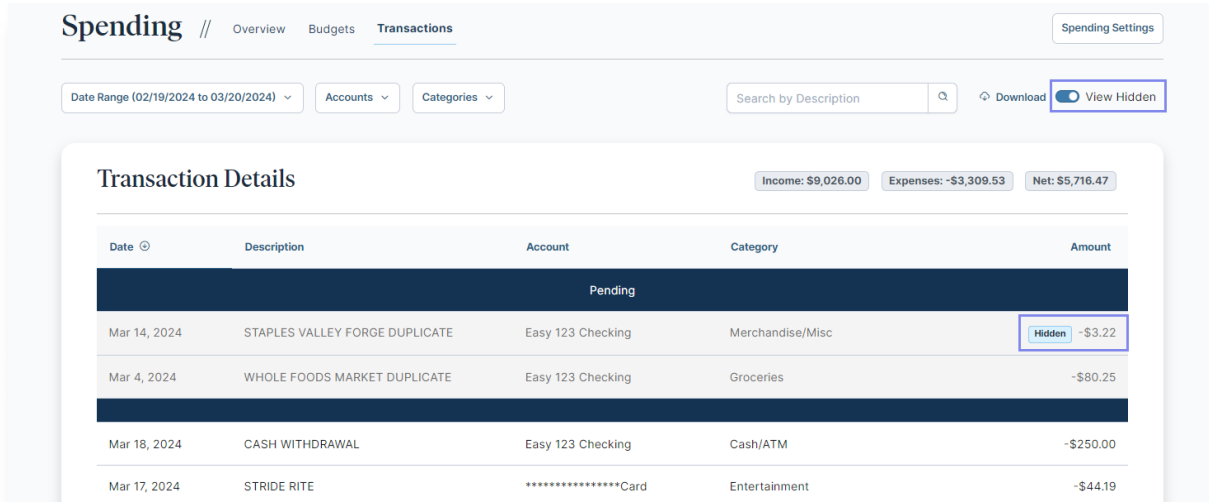 Spending // Overview Budgets Transactions Spending Settings
Date Range (02/19/2024 to 03/20/2024) Accounts Categories Search by Description Download View Hidden
Transaction Details Income: $9,026.00 Expenses: -$3,309.53 Net: $5,716.47
Date Description Account Category Amount
Pending
Mar 14, 2024 STAPLES VALLEY FORGE DUPLICATE Easy 123 Checking Merchandise/Misc Hidden -$3.22
Mar 4, 2024 WHOLE FOODS MARKET DUPLICATE Easy 123 Checking Groceries -$80.25
Mar 18, 2024 CASH WITHDRAWAL Easy 123 Checking Cash/ATM -$250.00
Mar 17, 2024 STRIDE RITE ****************Card Entertainment -$44.19